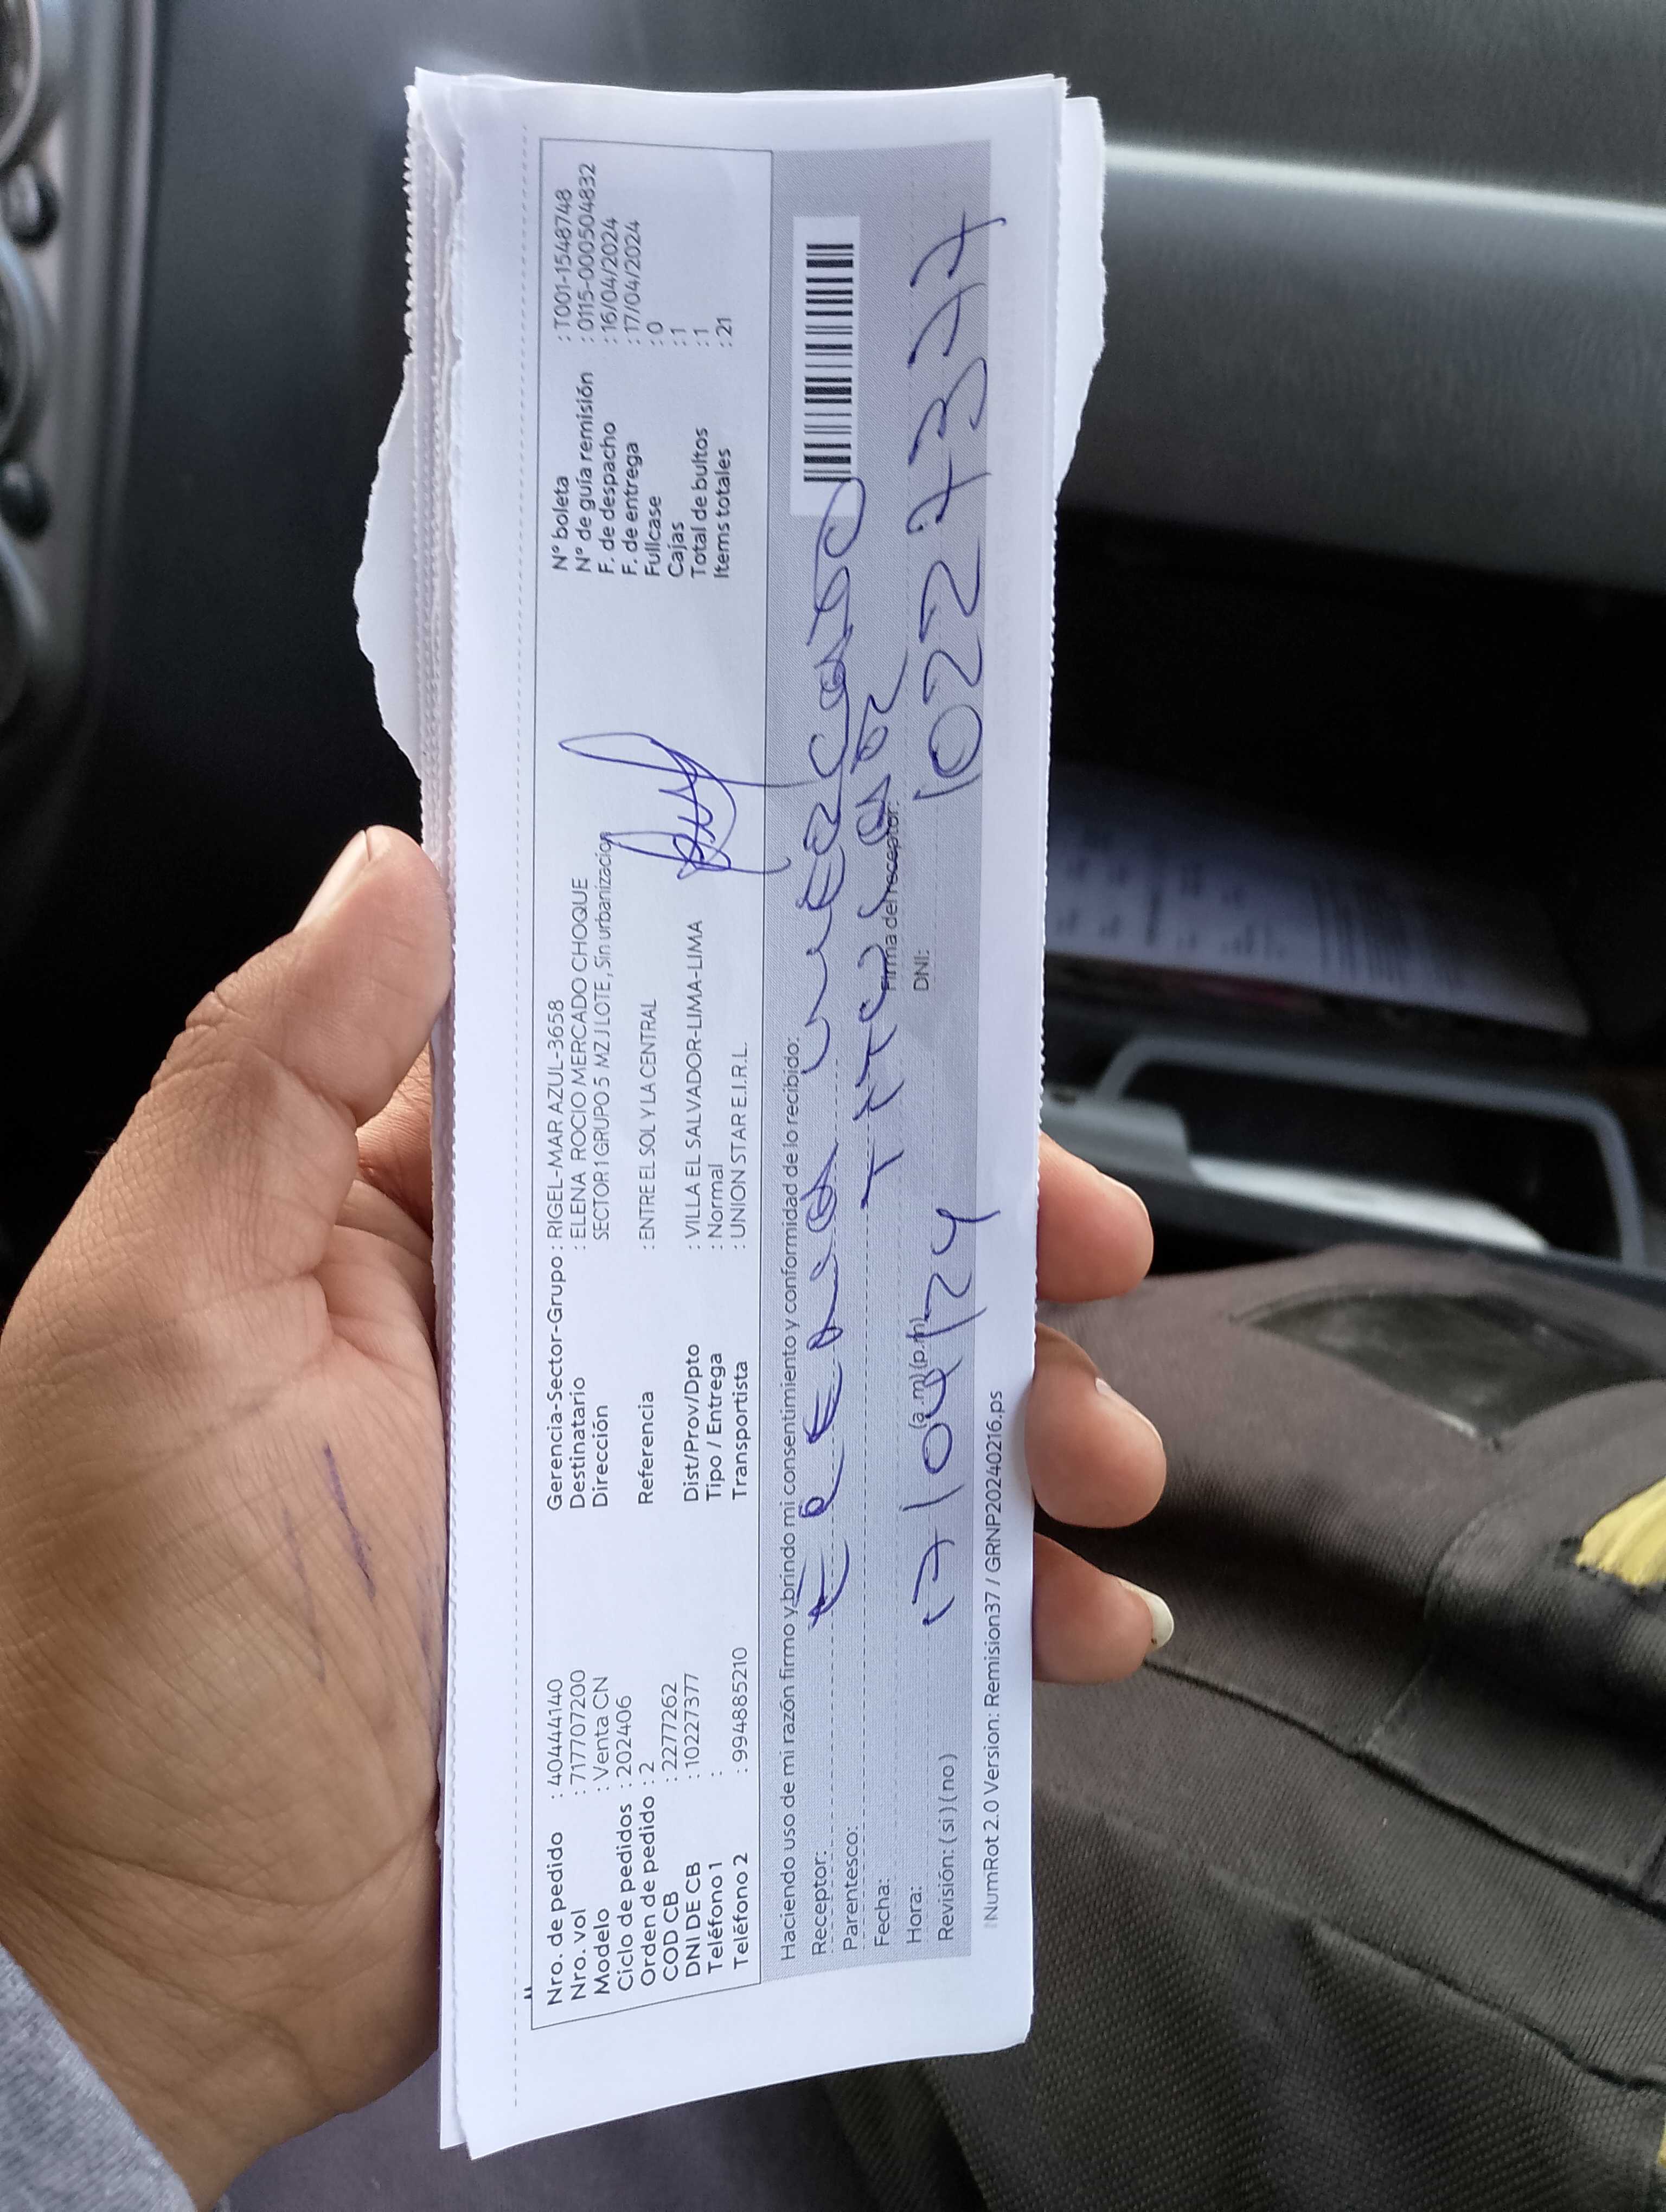 Nro. de pedido : 40444140
Nro. vol : 717707200
Modelo : Venta CN
Ciclo de pedidos : 202406
Orden de pedido : 2
COD CB : 2277262
DNI DE CB : 10227377
Teléfono 1 :
Teléfono 2 : 994885210
Gerencia-Sector-Grupo : RIGEL-MAR AZUL-3658
Destinatario : ELENA ROCIO MERCADO CHOQUE
Dirección SECTOR 1 GRUPO 5 MZ J LOTE , Sin urbanizacion
Referencia : ENTRE EL SOL Y LA CENTRAL
Dist/Prov/Dpto : VILLA EL SALVADOR-LIMA-LIMA
Tipo / Entrega : Normal
Transportista : UNION STAR E.I.R.L.
N° boleta : T001-1548748
N° de guía remisión : 0115-0000504832
F. de despacho : 16/04/2024
F. de entrega : 17/04/2024
Fullcase : 0
Cajas : 1
Total de bultos : 1
Items totales : 21
Haciendo uso de mi razón firmo y brindo mi consentimiento y conformidad de lo recibido:
Receptor: ELENA MERCADO
Parentesco:
Firma del receptor:
Fecha: 17/04/24
DNI: 10227377
Hora: (a.m)(p.m)
Revisión: ( si ) ( no )
NumRot 2.0 Version: Remision37 / GRNP20240216.ps